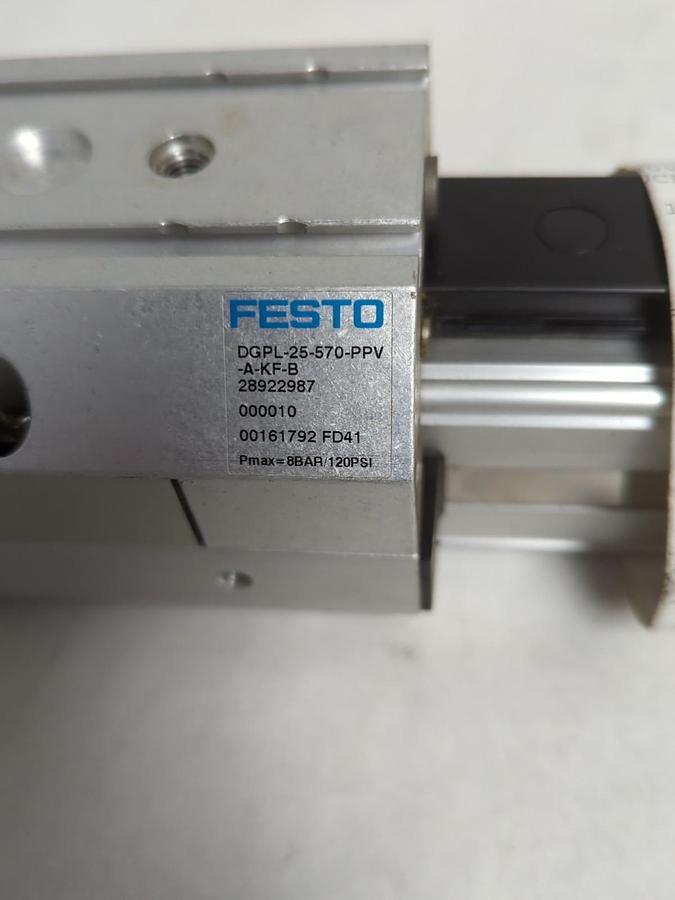 FESTO
DGPL-25-570-PPV
-A-KF-B
28922987
000010
00161792 FD41
Pmax=8BAR/120PSI